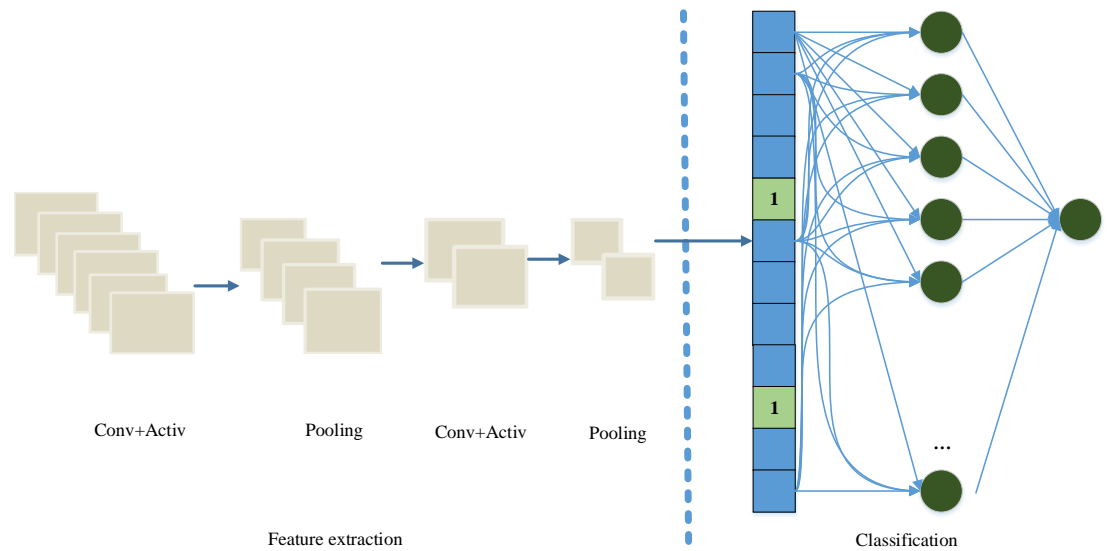 1
1
...
Conv+Activ
Pooling
Conv+Activ
Pooling
Feature extraction
Classification